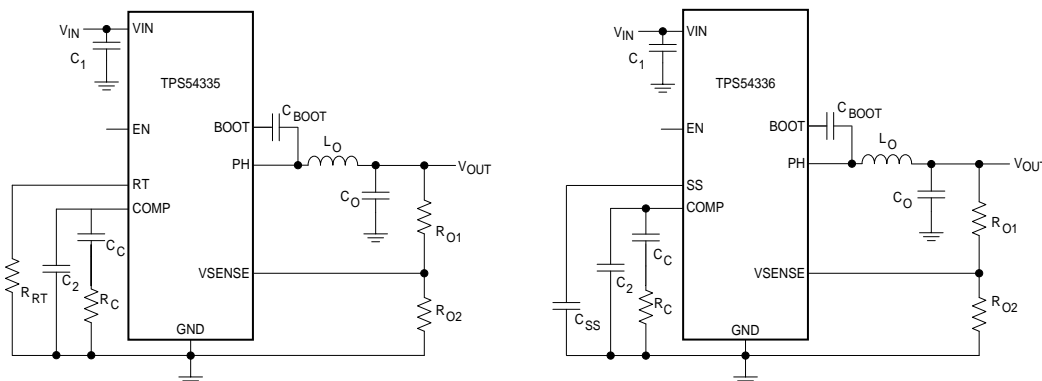 VIN VIN
C1
TPS54335
CBOOT
BOOT
EN
LO
PH
VOUT
RT
CO
COMP
RO1
CC
C2
VSENSE
RRT
RC
RO2
GND
VIN VIN
C1
TPS54336
CBOOT
BOOT
EN
LO
PH
VOUT
SS
CO
COMP
RO1
CC
C2
VSENSE
RC
CSS
RO2
GND